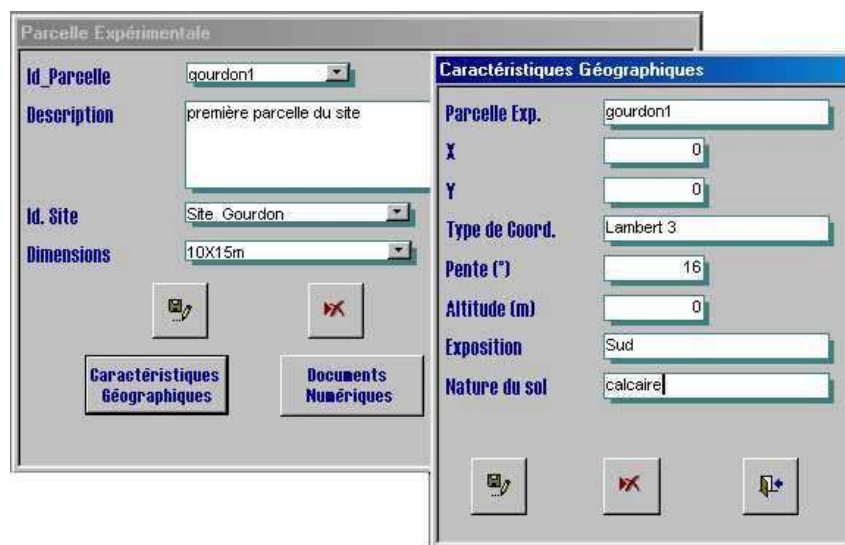 Parcelle Expérimentale
Id_Parcelle gourdon1
Description première parcelle du site
Id. Site Site Gourdon
Dimensions 10X15m
Caractéristiques
Géographiques
Documents
Numériques
Caractéristiques Géographiques
Parcelle Exp. gourdon1
X 0
Y 0
Type de Coord. Lambert 3
Pente (°) 16
Altitude (m) 0
Exposition Sud
Nature du sol calcaire